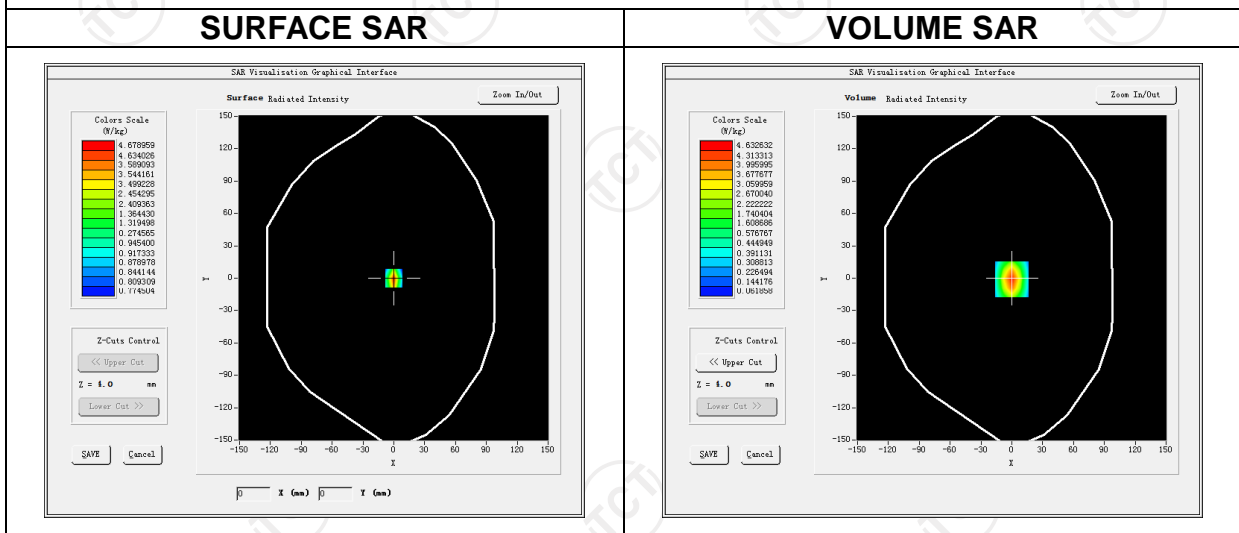 SURFACE SAR
VOLUME SAR
SAR Visualisation Graphical Interface
Surface Radiated Intensity
Zoom In/Out
Colors Scale
(W/kg)
4.678959
4.634026
3.589093
3.544161
3.499228
2.454295
2.409363
1.364430
1.319498
0.274565
0.945400
0.917333
0.878978
0.844144
0.809309
0.774504
Z-Cuts Control
<< Upper Cut
Z = 4.0 mm
Lower Cut >>
SAVE
Cancel
150
120
90
60
30
0
-30
-60
-90
-120
-150
Y
-150 -120 -90 -60 -30 0 30 60 90 120 150
X
0 X (mm) 0 Y (mm)
SAR Visualisation Graphical Interface
Volume Radiated Intensity
Zoom In/Out
Colors Scale
(W/kg)
4.632632
4.313313
3.995995
3.677677
3.059959
2.670040
2.222222
1.740404
1.608686
0.576767
0.444949
0.391131
0.308813
0.226494
0.144176
0.061858
Z-Cuts Control
<< Upper Cut
Z = 4.0 mm
Lower Cut >>
SAVE
Cancel
150
120
90
60
30
0
-30
-60
-90
-120
-150
Y
-150 -120 -90 -60 -30 0 30 60 90 120 150
X
TCT